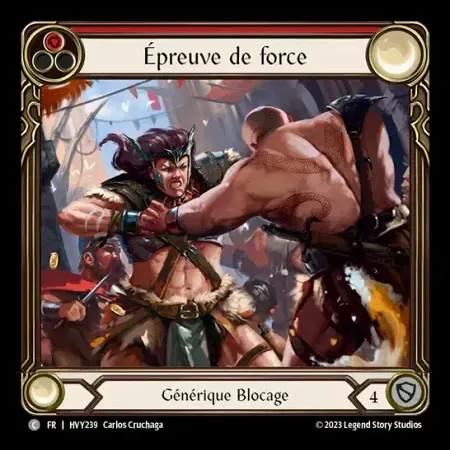 Épreuve de force
Générique Blocage
4
C FR | HVY239 Carlos Cruchaga
© 2023 Legend Story Studios